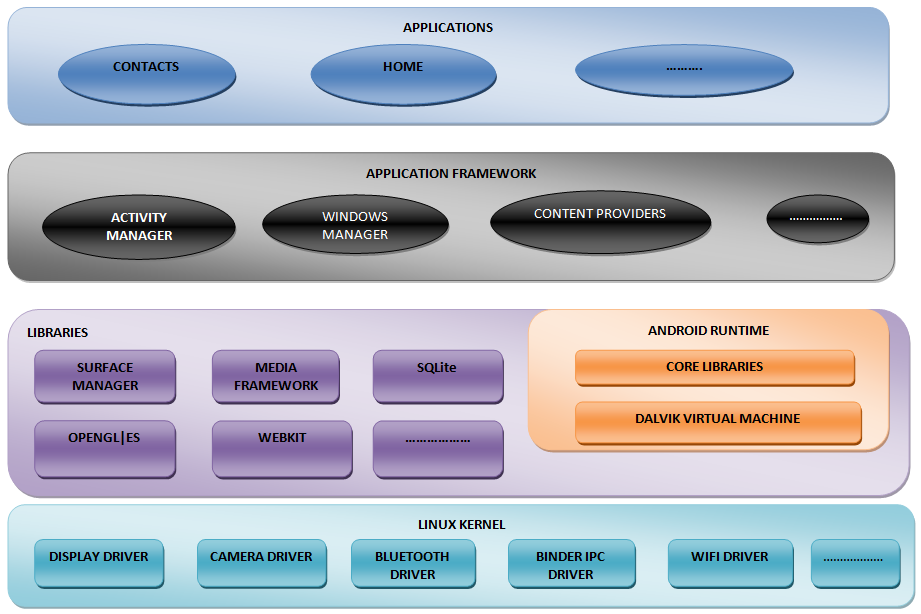 APPLICATIONS
CONTACTS
HOME
……….
APPLICATION FRAMEWORK
ACTIVITY
MANAGER
WINDOWS
MANAGER
CONTENT PROVIDERS
…………….
LIBRARIES
ANDROID RUNTIME
SURFACE
MANAGER
MEDIA
FRAMEWORK
SQLite
CORE LIBRARIES
OPENGL|ES
WEBKIT
………………
DALVIK VIRTUAL MACHINE
LINUX KERNEL
DISPLAY DRIVER
CAMERA DRIVER
BLUETOOTH
DRIVER
BINDER IPC
DRIVER
WIFI DRIVER
………………